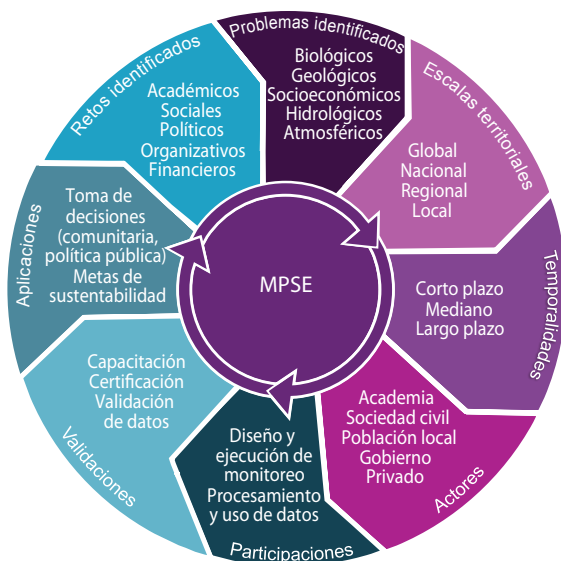 Problemas identificados
Biológicos
Geológicos
Socioeconómicos
Hidrológicos
Atmosféricos
Escalas territoriales
Global
Nacional
Regional
Local
Temporalidades
Corto plazo
Mediano
Largo plazo
Actores
Academia
Sociedad civil
Población local
Gobierno
Privado
Participaciones
Diseño y
ejecución de
monitoreo
Procesamiento
y uso de datos
Validaciones
Capacitación
Certificación
Validación
de datos
Aplicaciones
Toma de
decisiones
(comunitaria,
política pública)
Metas de
sustentabilidad
Retos identificados
Académicos
Sociales
Políticos
Organizativos
Financieros
MPSE